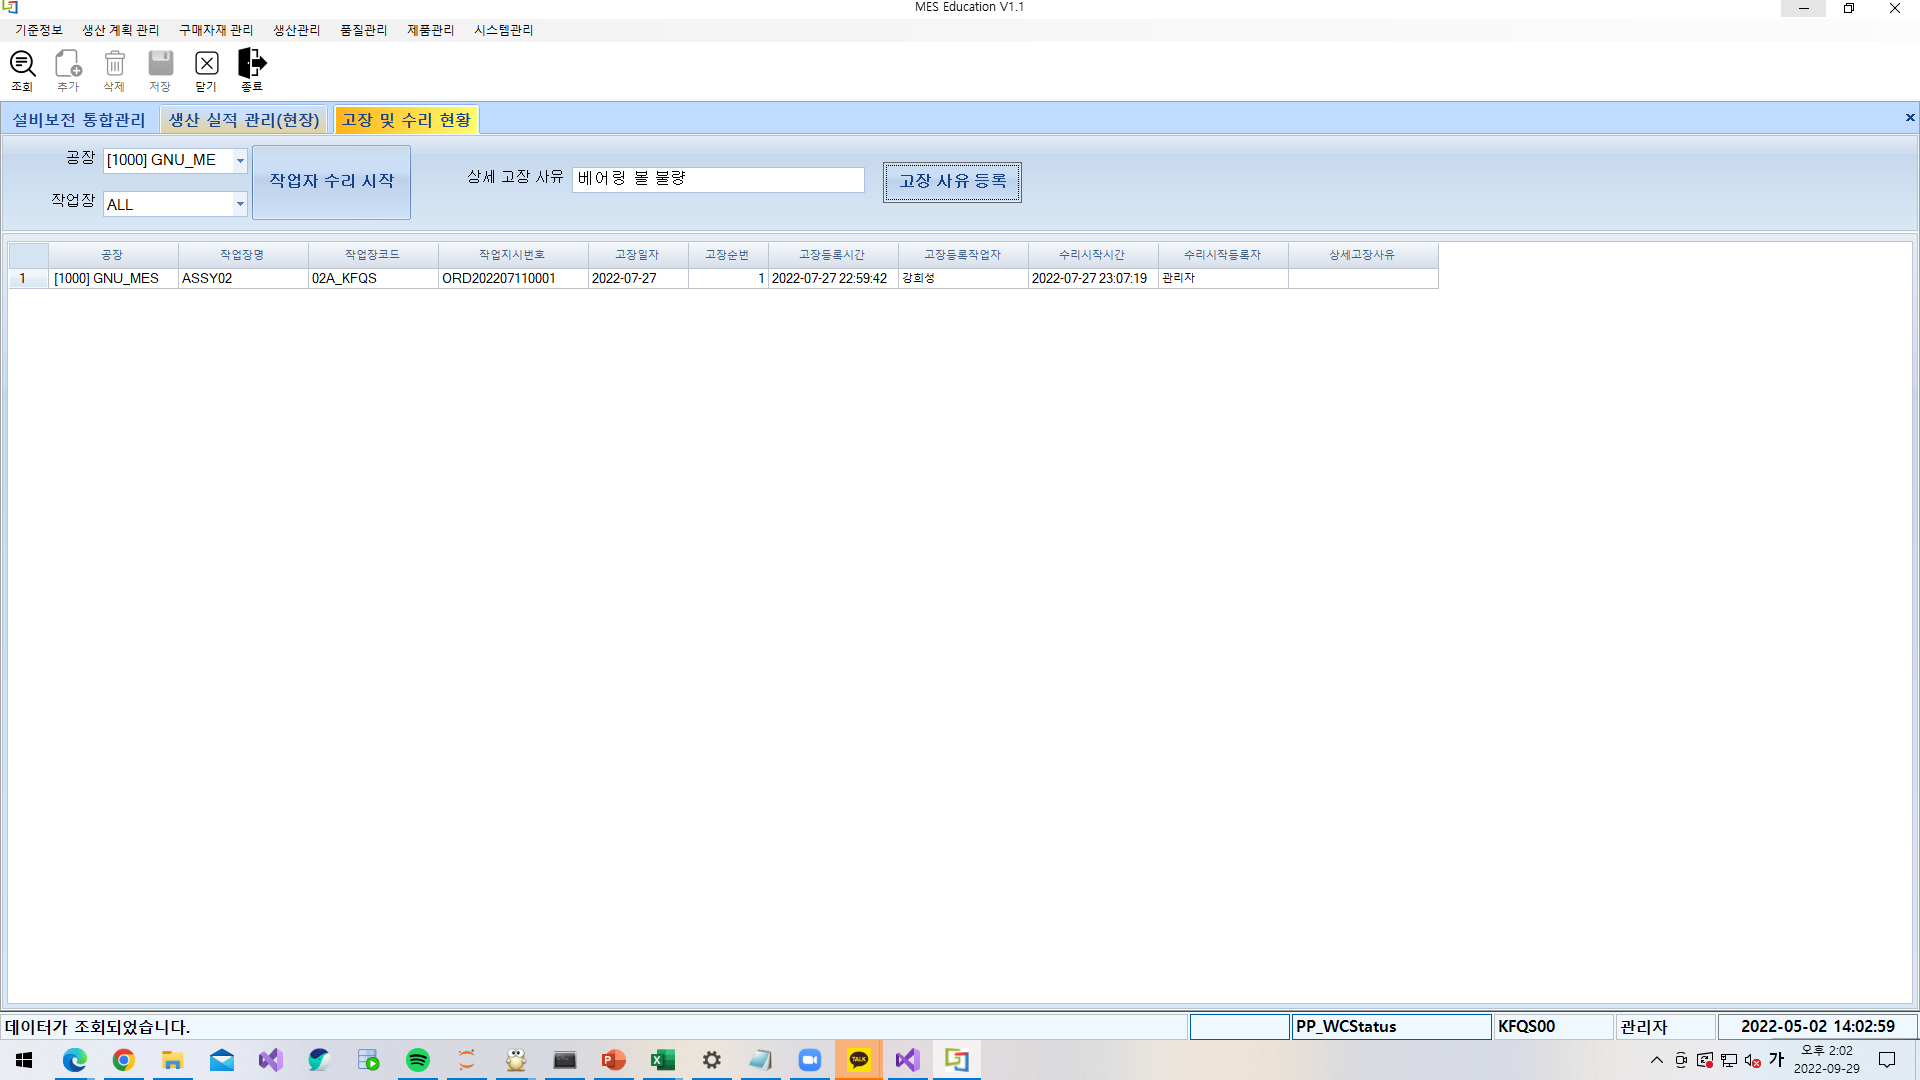 MES Education V1.1
기준정보 생산 계획 관리 구매자재 관리 생산관리 품질관리 제품관리 시스템관리
조회 추가 삭제 저장 닫기 종료
설비보전 통합관리 생산 실적 관리(현장) 고장 및 수리 현황
공장 [1000] GNU_ME
작업자 수리 시작
상세 고장 사유 베어링 볼 불량
고장 사유 등록
작업장 ALL
공장 작업장명 작업장코드 작업지시번호 고장일자 고장순번 고장등록시간 고장등록작업자 수리시작시간 수리시작등록자 상세고장사유
1 [1000] GNU_MES ASSY02 02A_KFQS ORD202207110001 2022-07-27 1 2022-07-27 22:59:42 강희성 2022-07-27 23:07:19 관리자
데이터가 조회되었습니다. PP_WCStatus KFQS00 관리자 2022-05-02 14:02:59
TALK
가
오후 2:02
2022-09-29